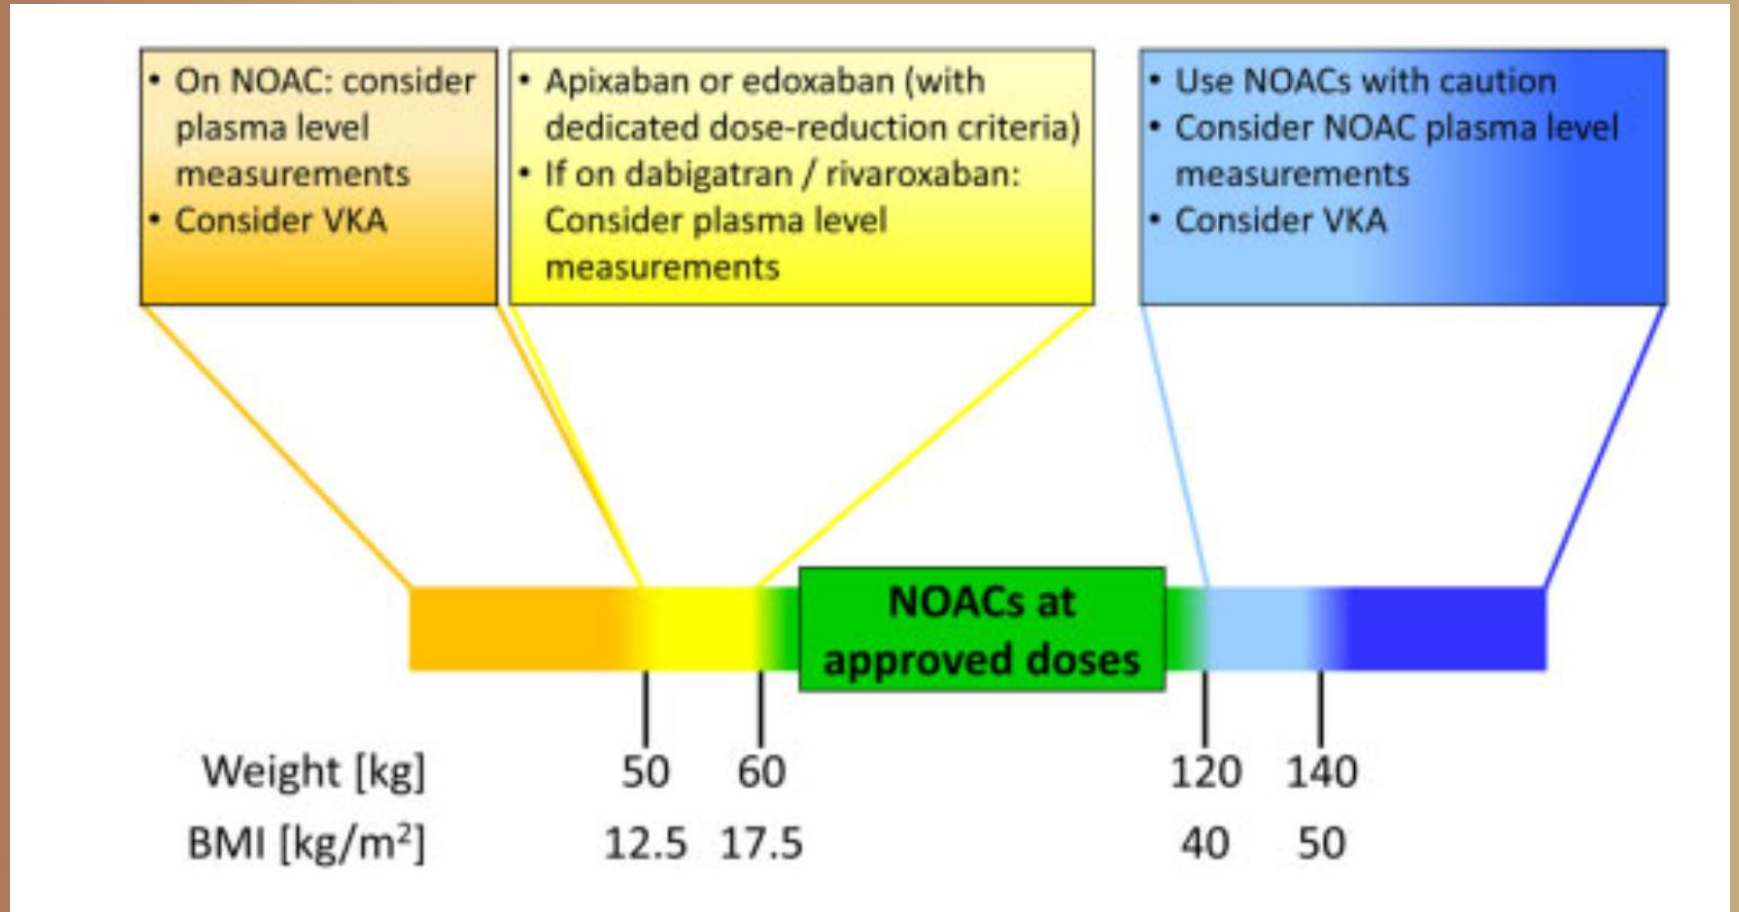 • On NOAC: consider
plasma level
measurements
• Consider VKA
• Apixaban or edoxaban (with
dedicated dose-reduction criteria)
• If on dabigatran / rivaroxaban:
Consider plasma level
measurements
• Use NOACs with caution
• Consider NOAC plasma level
measurements
• Consider VKA
NOACs at
approved doses
Weight [kg] 50 60 120 140
BMI [kg/m²] 12.5 17.5 40 50